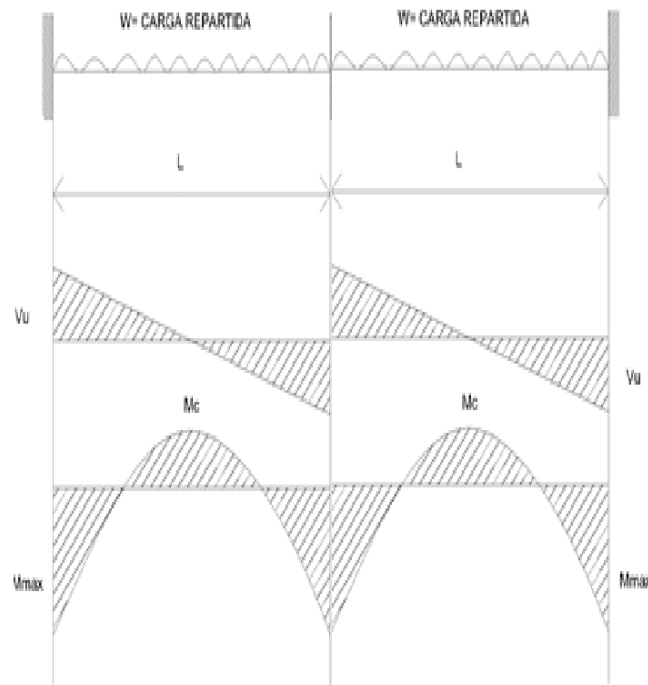 W= CARGA REPARTIDA
W= CARGA REPARTIDA
L
L
Vu
Vu
Mc
Mc
Mmax
Mmax